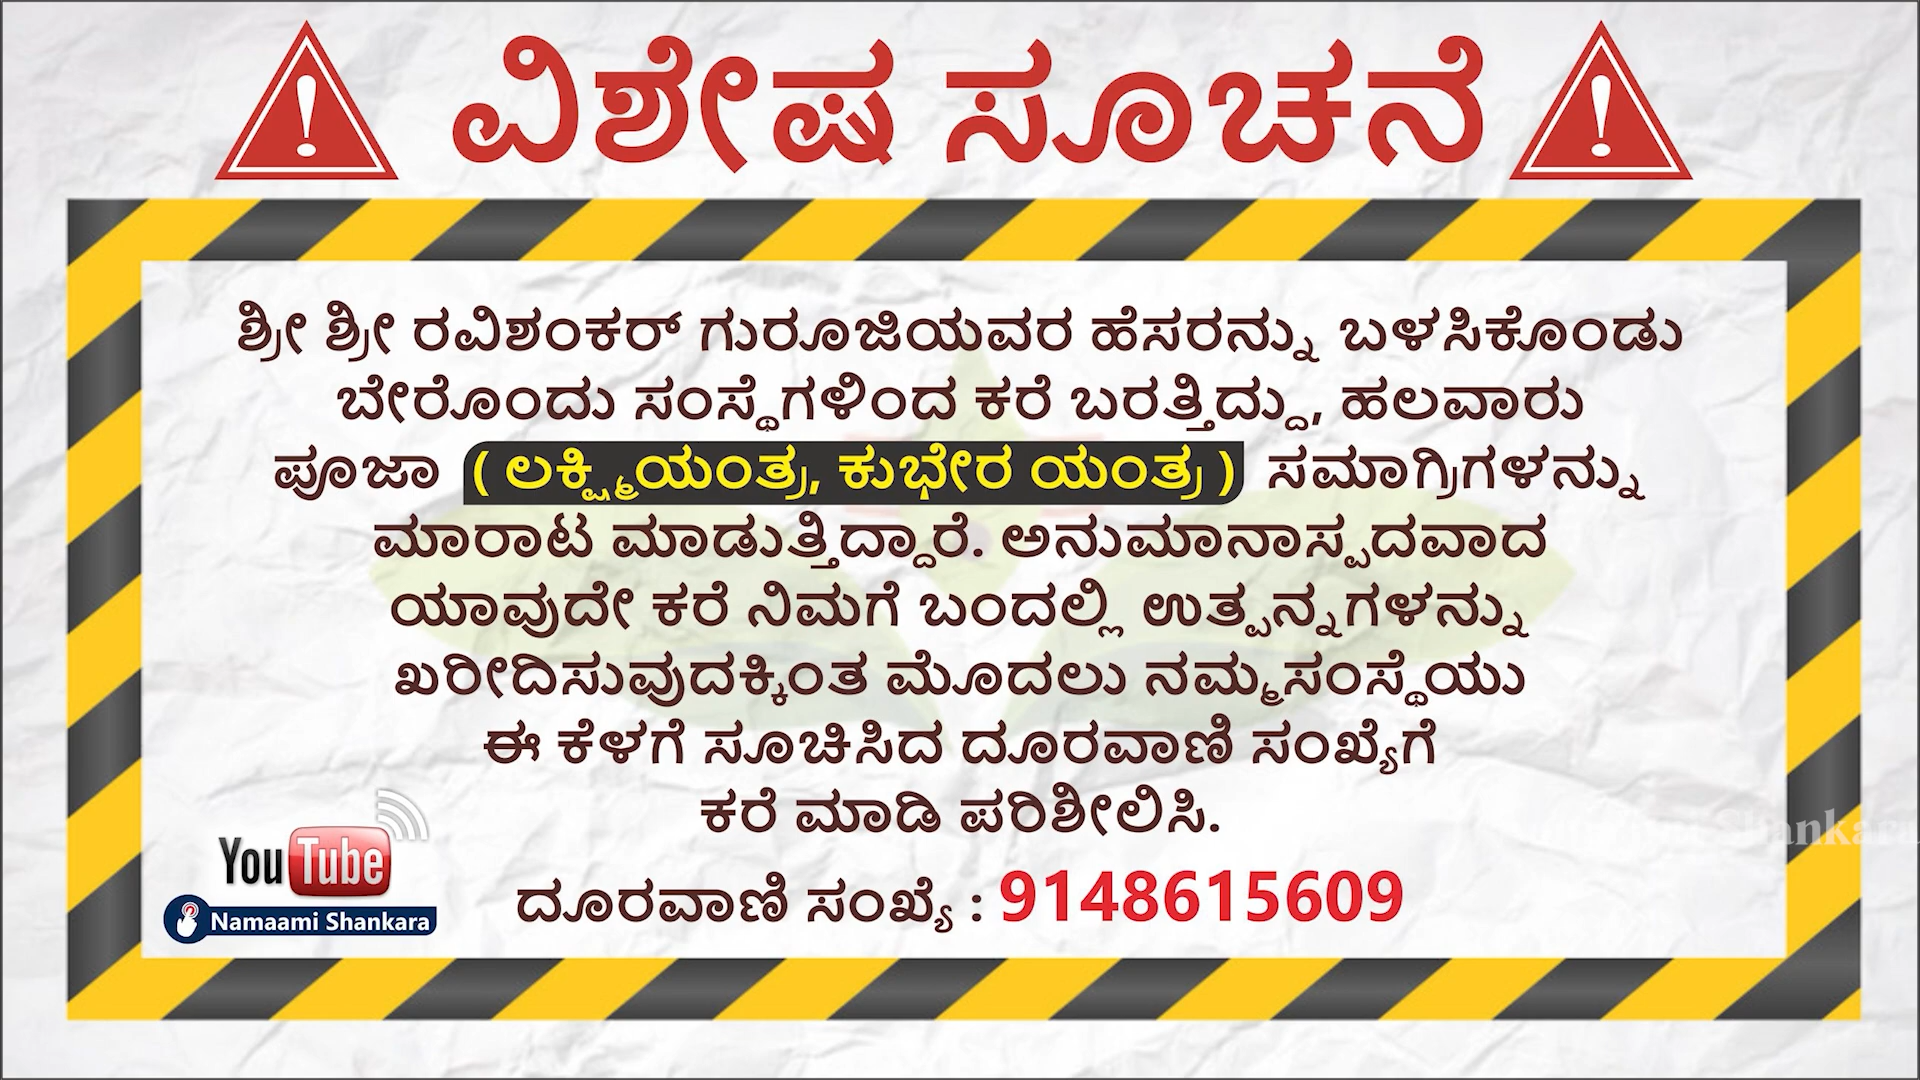 ವಿಶೇಷ ಸೂಚನೆ
ಶ್ರೀ ಶ್ರೀ ರವಿಶಂಕರ್ ಗುರೂಜಿಯವರ ಹೆಸರನ್ನು ಬಳಸಿಕೊಂಡು
ಬೇರೊಂದು ಸಂಸ್ಥೆಗಳಿಂದ ಕರೆ ಬರತ್ತಿದ್ದು, ಹಲವಾರು
ಪೂಜಾ ( ಲಕ್ಷ್ಮಿಯಂತ್ರ, ಕುಭೇರ ಯಂತ್ರ ) ಸಮಾಗ್ರಿಗಳನ್ನು
ಮಾರಾಟ ಮಾಡುತ್ತಿದ್ದಾರೆ. ಅನುಮಾನಾಸ್ಪದವಾದ
ಯಾವುದೇ ಕರೆ ನಿಮಗೆ ಬಂದಲ್ಲಿ ಉತ್ಪನ್ನಗಳನ್ನು
ಖರೀದಿಸುವುದಕ್ಕಿಂತ ಮೊದಲು ನಮ್ಮಸಂಸ್ಥೆಯು
ಈ ಕೆಳಗೆ ಸೂಚಿಸಿದ ದೂರವಾಣಿ ಸಂಖ್ಯೆಗೆ
ಕರೆ ಮಾಡಿ ಪರಿಶೀಲಿಸಿ.
ದೂರವಾಣಿ ಸಂಖ್ಯೆ : 9148615609
YouTube
Namaami Shankara